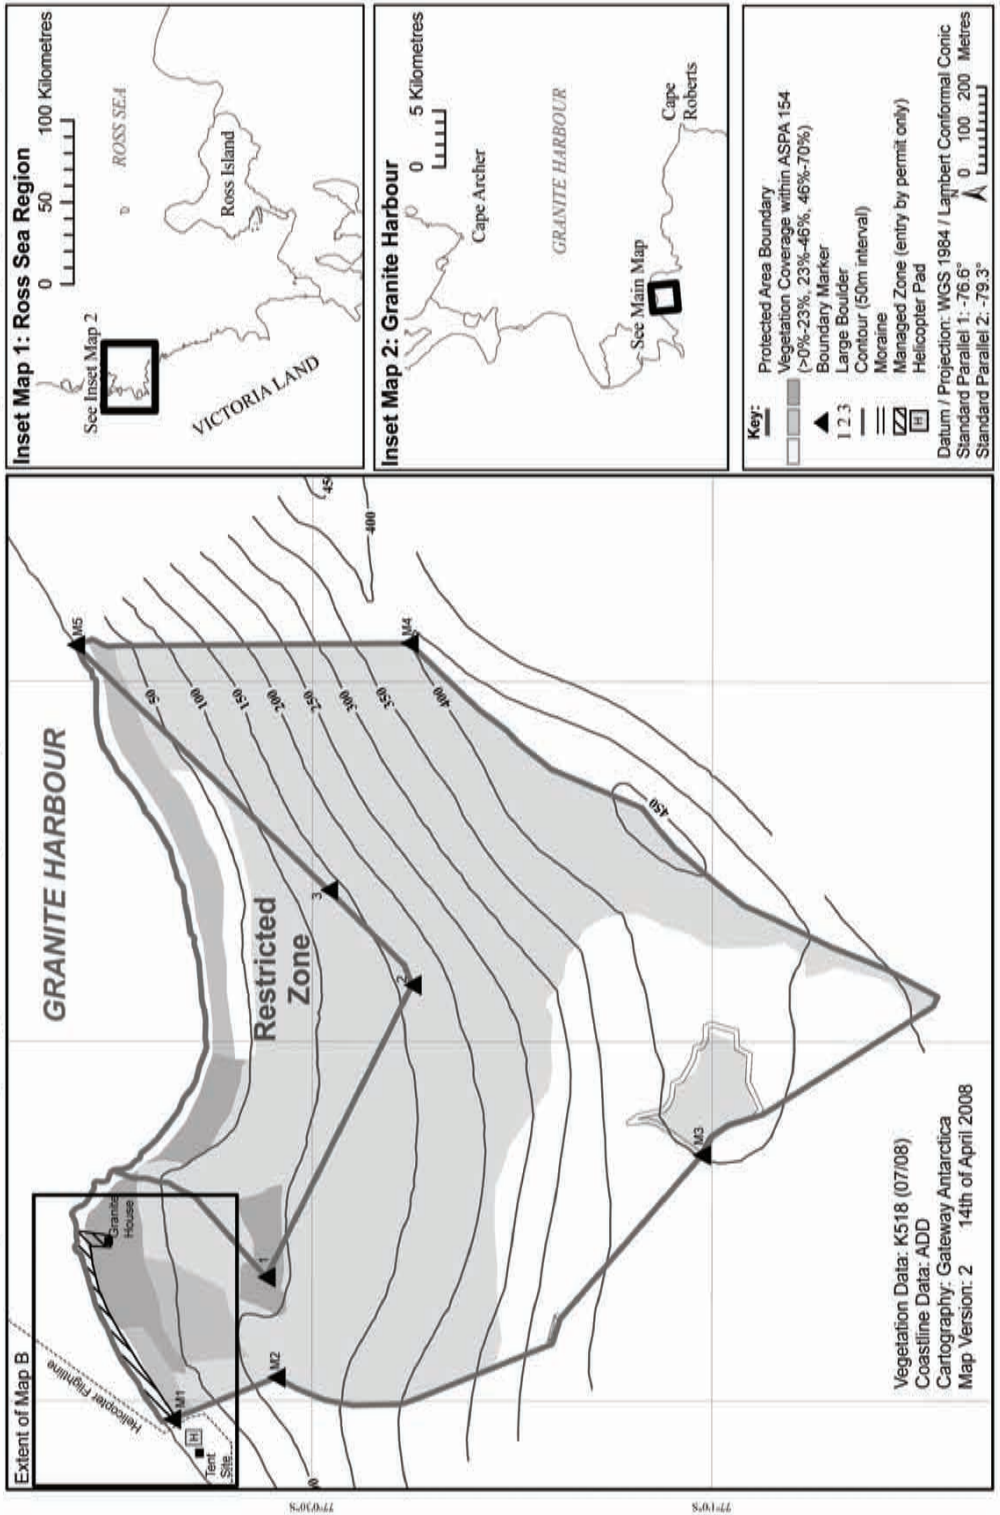 Extent of Map B
Helicopter Flightline
Granite
House
M1
H
Tent
Site
M2
1
GRANITE HARBOUR
Restricted
Zone
2
3
M3
M4
M5
50
100
150
200
250
300
350
400
450
400
45
0
77°0'30"S
77°1'0"S
Vegetation Data: K518 (07/08)
Coastline Data: ADD
Cartography: Gateway Antarctica
Map Version: 2 14th of April 2008
Inset Map 1: Ross Sea Region
0 50 100 Kilometres
See Inset Map 2
ROSS SEA
Ross Island
VICTORIA LAND
Inset Map 2: Granite Harbour
0 5 Kilometres
Cape Archer
GRANITE HARBOUR
See Main Map
Cape
Roberts
Key:
Protected Area Boundary
Vegetation Coverage within ASPA 154
(>0%-23%, 23%-46%, 46%-70%)
Boundary Marker
1 2 3 Large Boulder
Contour (50m interval)
Moraine
Managed Zone (entry by permit only)
H Helicopter Pad
Datum / Projection: WGS 1984 / Lambert Conformal Conic
Standard Parallel 1: -76.6°
Standard Parallel 2: -79.3°
N
0 100 200 Metres